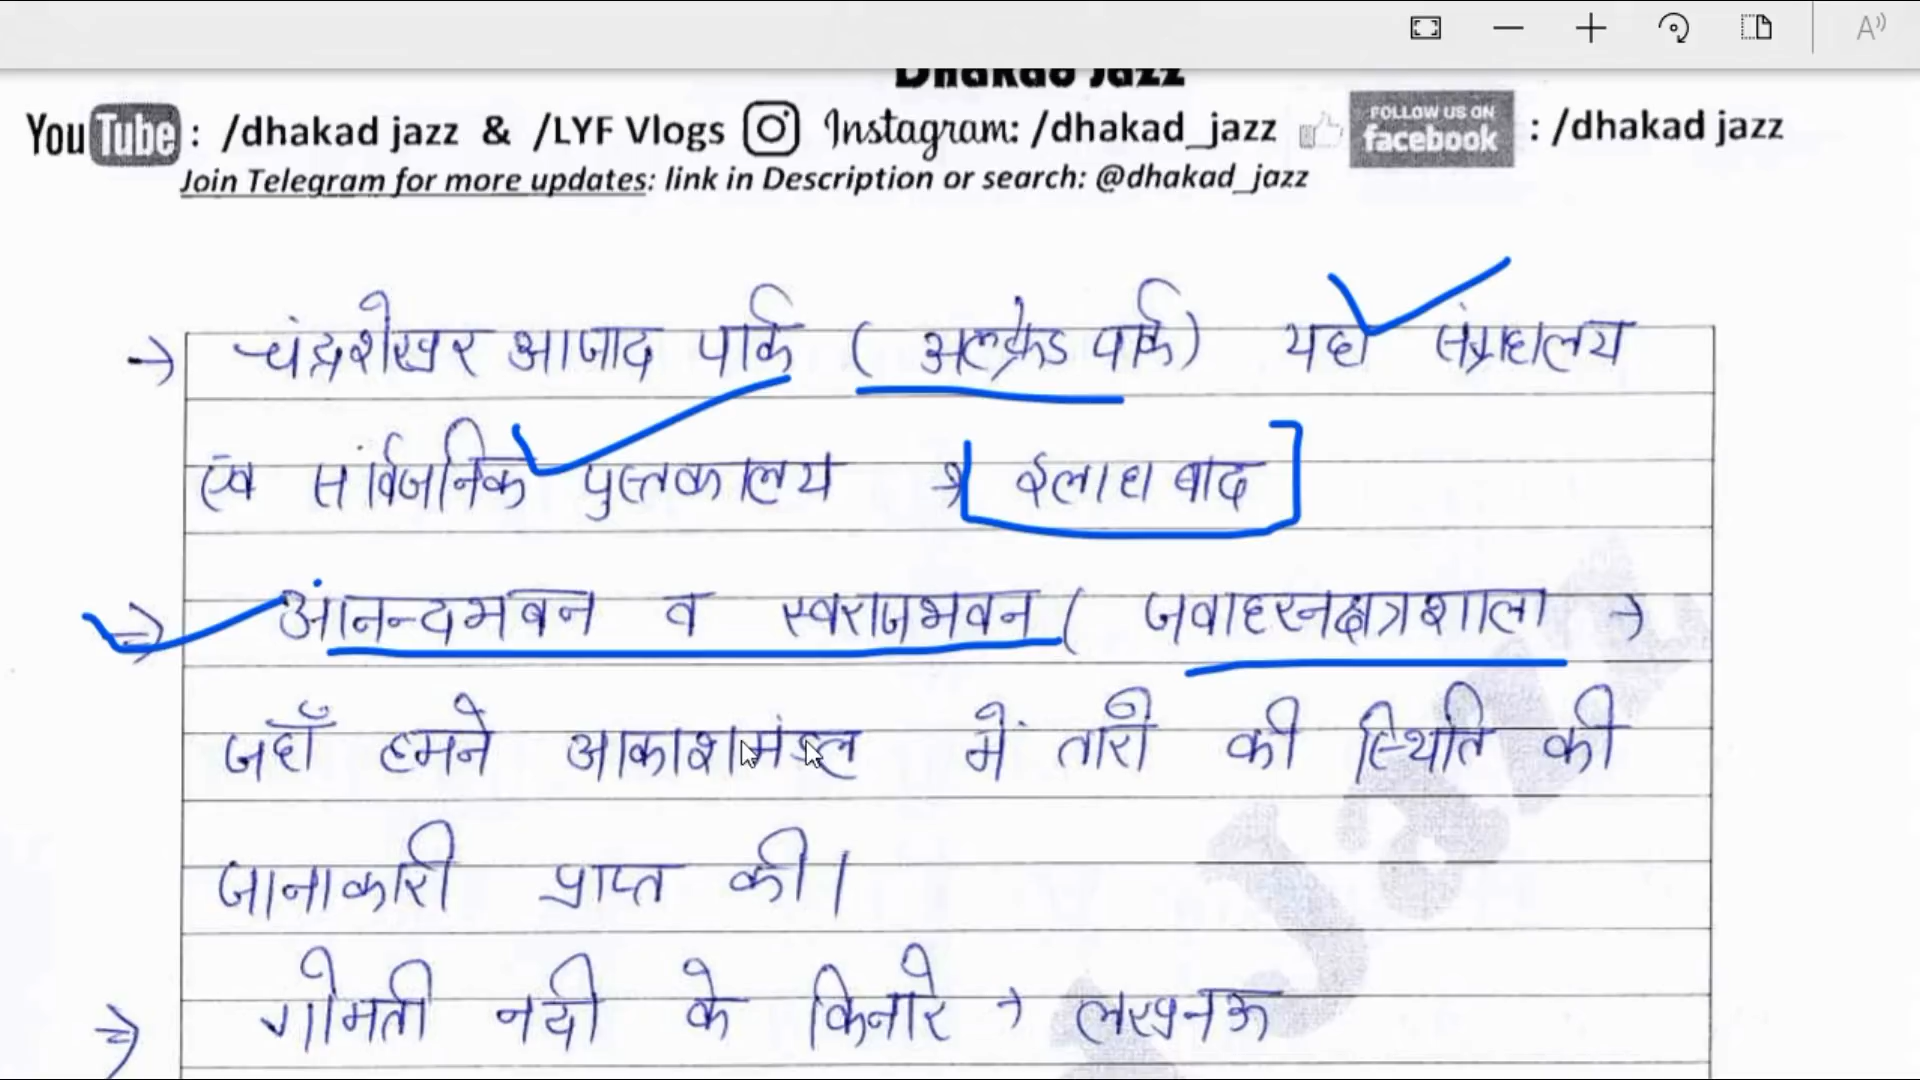 Dhakad Jazz
YouTube : /dhakad jazz & /LYF Vlogs Instagram: /dhakad_jazz FOLLOW US ON facebook : /dhakad jazz
Join Telegram for more updates: link in Description or search: @dhakad_jazz
→ चंद्रशेखर आजाद पार्क ( अल्फ्रेड पार्क) यहाँ संग्रहालय
एव सार्वजनिक पुस्तकालय → ईलाहाबाद
⇒ आनन्दभवन व स्वराजभवन ( जवाहरनक्षत्रशाला →
जहाँ हमने आकाशमंडल में तारो की स्थिति की
जानाकारी प्राप्त की।
⇒ गोमती नदी के किनारे → लखनऊ